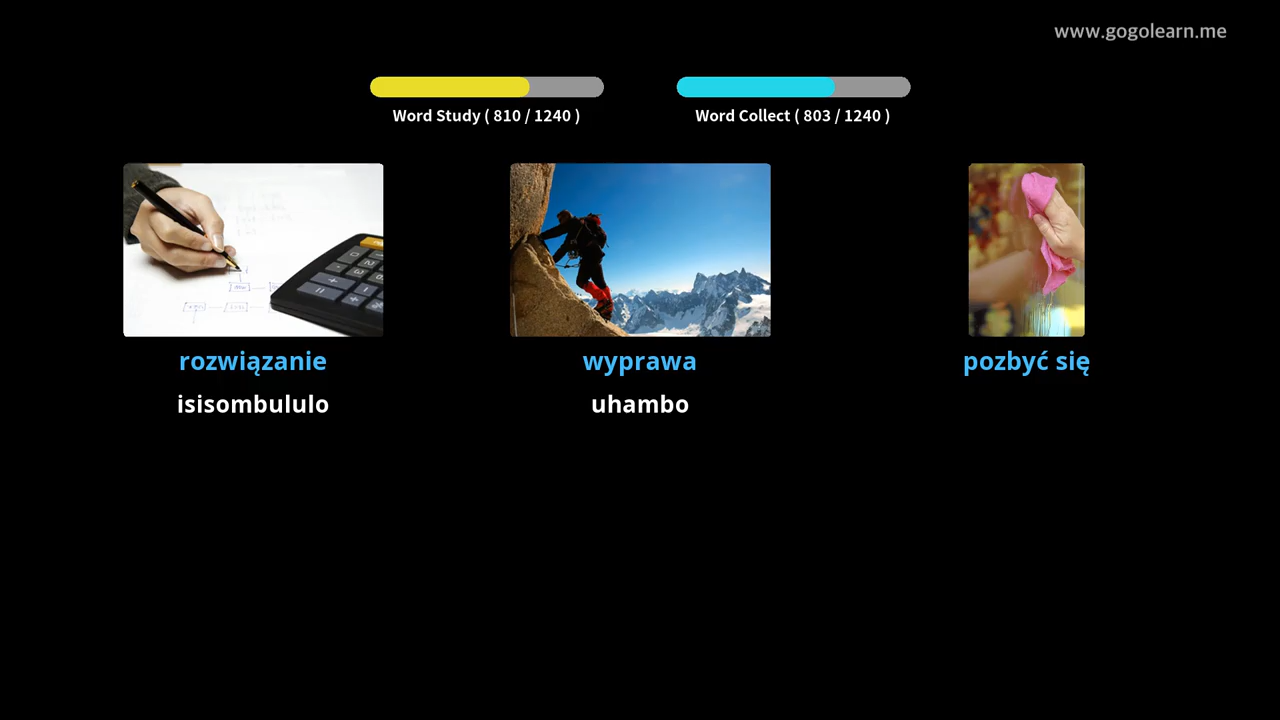 www.gogolearn.me
Word Study ( 810 / 1240 )
Word Collect ( 803 / 1240 )
rozwiązanie
isisombululo
wyprawa
uhambo
pozbyć się